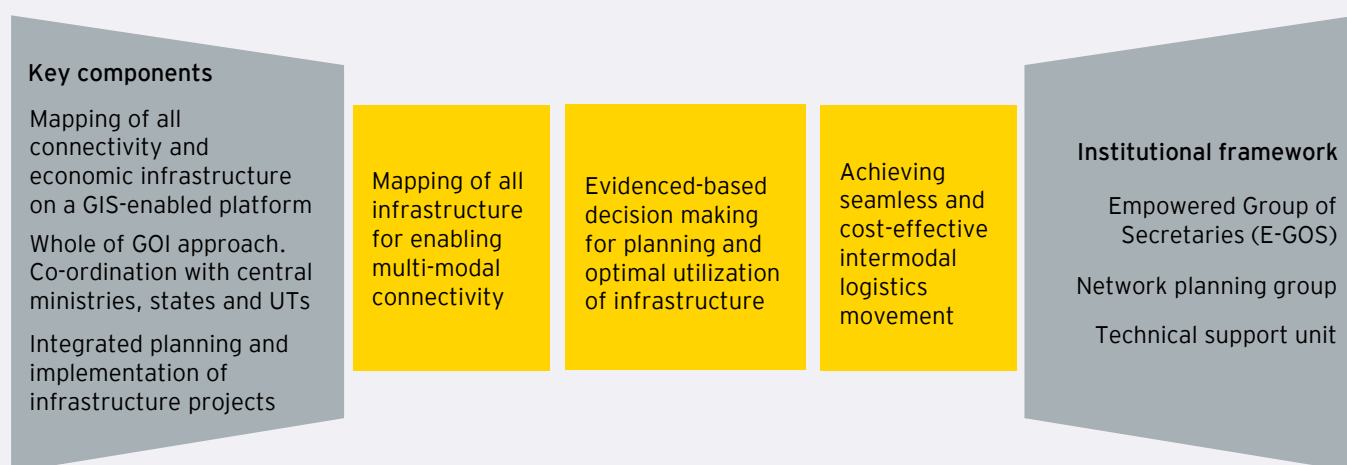 Key components
Mapping of all
connectivity and
economic infrastructure
on a GIS-enabled platform
Whole of GOI approach.
Co-ordination with central
ministries, states and UTs
Integrated planning and
implementation of
infrastructure projects
Mapping of all
infrastructure
for enabling
multi-modal
connectivity
Evidenced-based
decision making
for planning and
optimal utilization
of infrastructure
Achieving
seamless and
cost-effective
intermodal
logistics
movement
Institutional framework
Empowered Group of
Secretaries (E-GOS)
Network planning group
Technical support unit